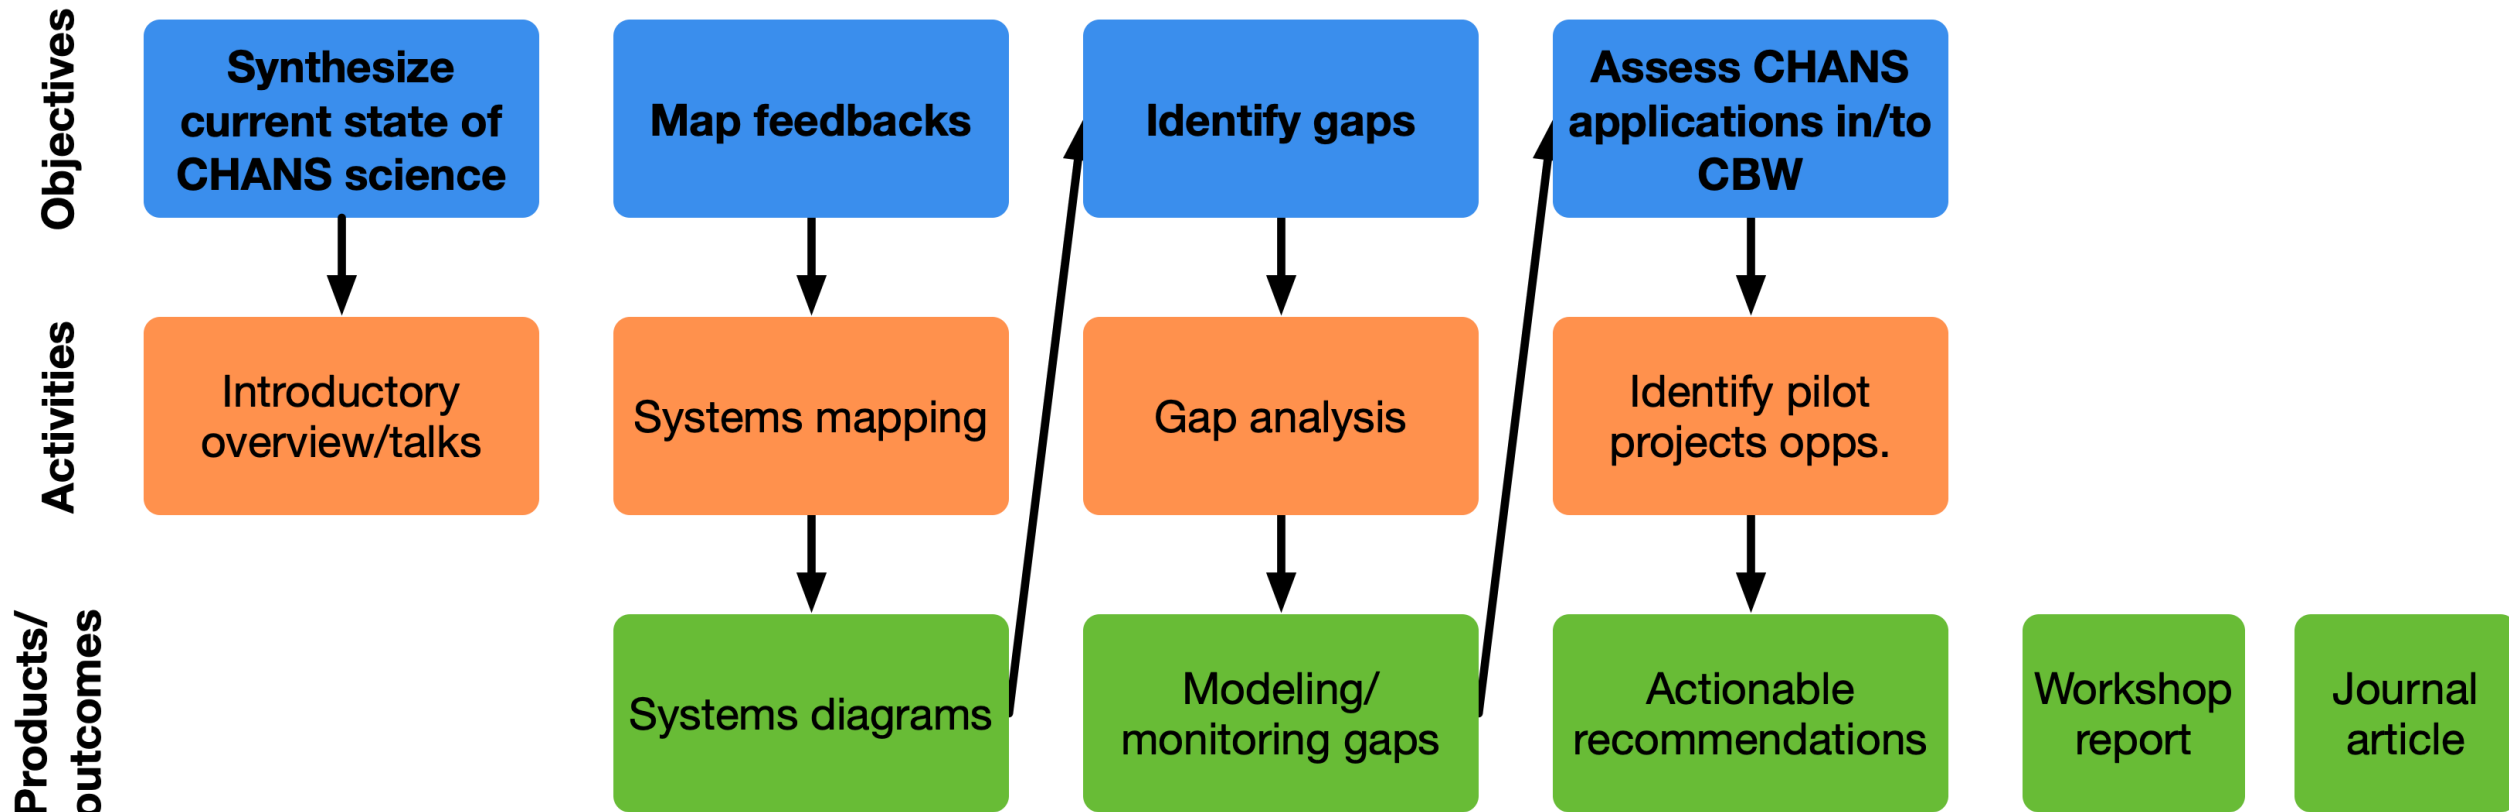 Objectives
Synthesize
current state of
CHANS science
Map feedbacks
Identify gaps
Assess CHANS
applications in/to
CBW
Activities
Introductory
overview/talks
Systems mapping
Gap analysis
Identify pilot
projects opps.
Products/
outcomes
Systems diagrams
Modeling/
monitoring gaps
Actionable
recommendations
Workshop
report
Journal
article